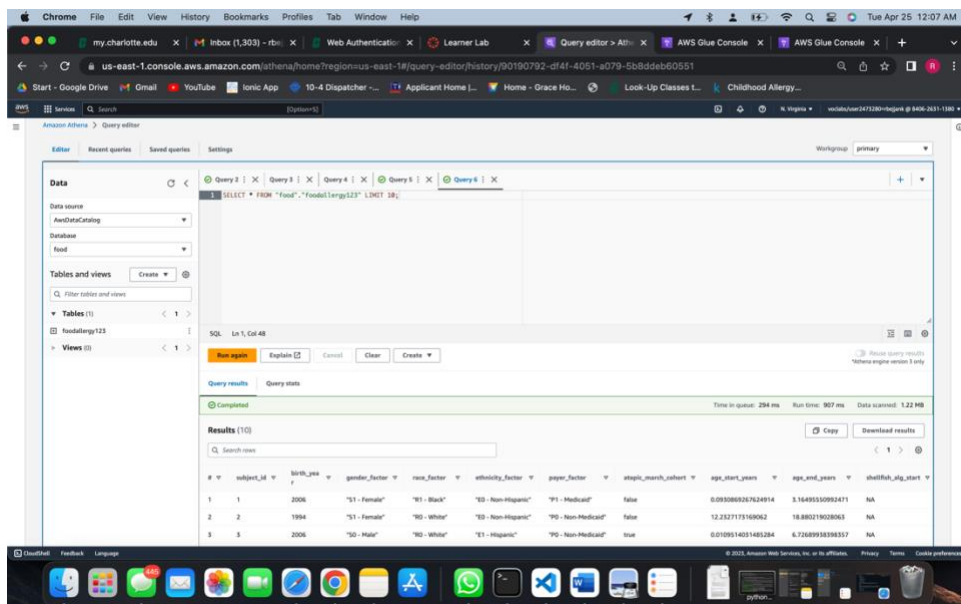 Chrome File Edit View History Bookmarks Profiles Tab Window Help Tue Apr 25 12:07 AM
my.charlotte.edu Inbox (1,303) - rbej Web Authentication Learner Lab Query editor > Athe AWS Glue Console AWS Glue Console
us-east-1.console.aws.amazon.com/athena/home?region=us-east-1#/query-editor/history/90190792-df4f-4051-a079-5b8ddeb60551
Start - Google Drive Gmail YouTube Ionic App 10-4 Dispatcher -... Applicant Home |... Home - Grace Ho... Look-Up Classes t... Childhood Allergy...
aws Services Search [Option+S] N. Virginia
Amazon Athena > Query editor
Editor Recent queries Saved queries Settings Workgroup primary
Data
Query 2 Query 3 Query 4 Query 5 Query 6
1 SELECT * FROM "food"."foodallergy123" LIMIT 10;
Data source
AwsDataCatalog
Database
food
Tables and views Create
Filter tables and views
Tables (1) < 1 >
foodallergy123
Views (0) < 1 >
SQL Ln 1, Col 48
Run again Explain Cancel Clear Create Reuse query results
*Athena engine version 3 only
Query results Query stats
Completed Time in queue: 294 ms Run time: 907 ms Data scanned: 1.22 MB
Results (10) Copy Download results
Search rows < 1 >
# subject_id birth_year gender_factor race_factor ethnicity_factor payer_factor atopic_march_cohort age_start_years age_end_years shellfish_alg_start
1 1 2006 "S1 - Female" "R1 - Black" "E0 - Non-Hispanic" "P1 - Medicaid" false 0.0930869267624914 3.16495550992471 NA
2 2 1994 "S1 - Female" "R0 - White" "E0 - Non-Hispanic" "P0 - Non-Medicaid" false 12.2327173169062 18.880219028063 NA
3 3 2006 "S0 - Male" "R0 - White" "E1 - Hispanic" "P0 - Non-Medicaid" true 0.0109514031485284 6.72689938398357 NA
CloudShell Feedback Language © 2023, Amazon Web Services, Inc. or its affiliates. Privacy Terms Cookie preferences
445
python...